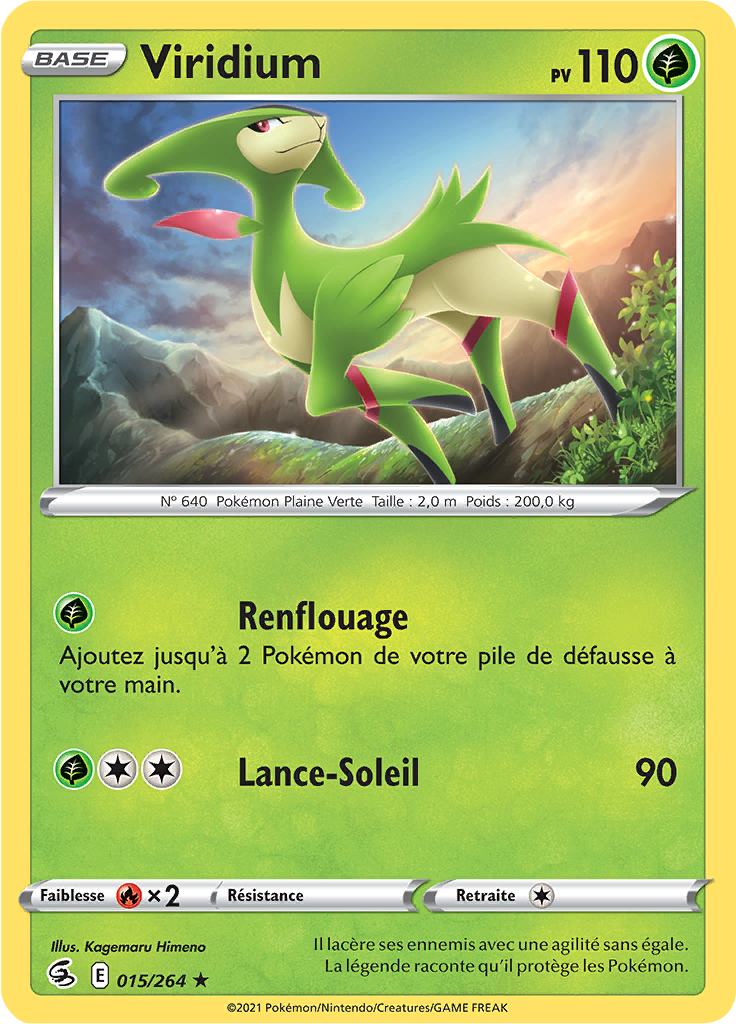 BASE Viridium PV 110
N° 640 Pokémon Plaine Verte Taille : 2,0 m Poids : 200,0 kg
Renflouage
Ajoutez jusqu'à 2 Pokémon de votre pile de défausse à
votre main.
Lance-Soleil 90
Faiblesse ×2 Résistance Retraite
Illus. Kagemaru Himeno
Il lacère ses ennemis avec une agilité sans égale.
La légende raconte qu'il protège les Pokémon.
E 015/264 ★
©2021 Pokémon/Nintendo/Creatures/GAME FREAK